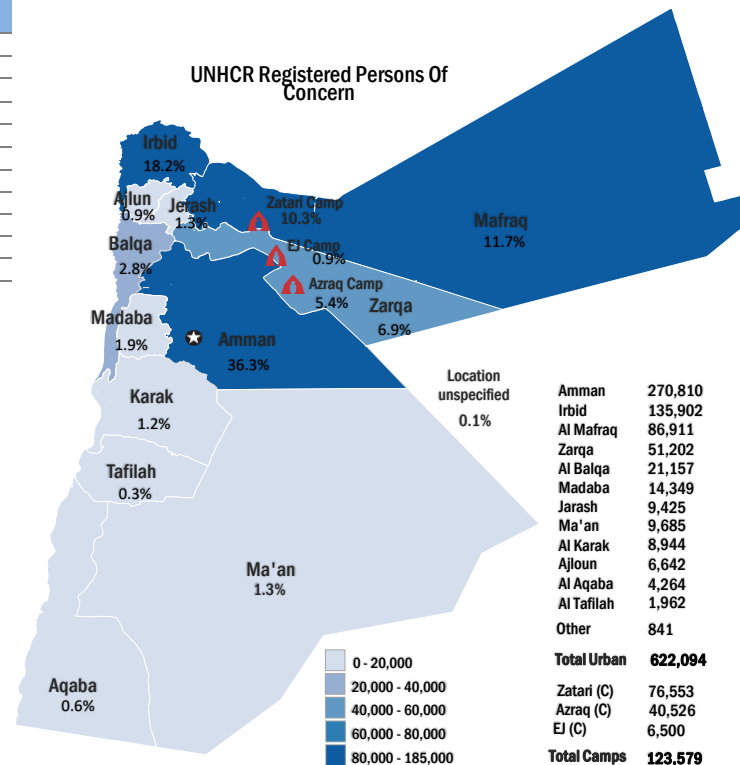 UNHCR Registered Persons Of
Concern
Irbid
18.2%
Ajlun
0.9%
Jerash
1.3%
Zatari Camp
10.3%
Mafraq
11.7%
Balqa
2.8%
EJ Camp
0.9%
Azraq Camp
5.4%
Zarqa
6.9%
Madaba
1.9%
Amman
36.3%
Location
unspecified
0.1%
Karak
1.2%
Tafilah
0.3%
Ma'an
1.3%
Aqaba
0.6%
0 - 20,000
20,000 - 40,000
40,000 - 60,000
60,000 - 80,000
80,000 - 185,000
Amman 270,810
Irbid 135,902
Al Mafraq 86,911
Zarqa 51,202
Al Balqa 21,157
Madaba 14,349
Jarash 9,425
Ma'an 9,685
Al Karak 8,944
Ajloun 6,642
Al Aqaba 4,264
Al Tafilah 1,962
Other 841
Total Urban 622,094
Zatari (C) 76,553
Azraq (C) 40,526
EJ (C) 6,500
Total Camps 123,579